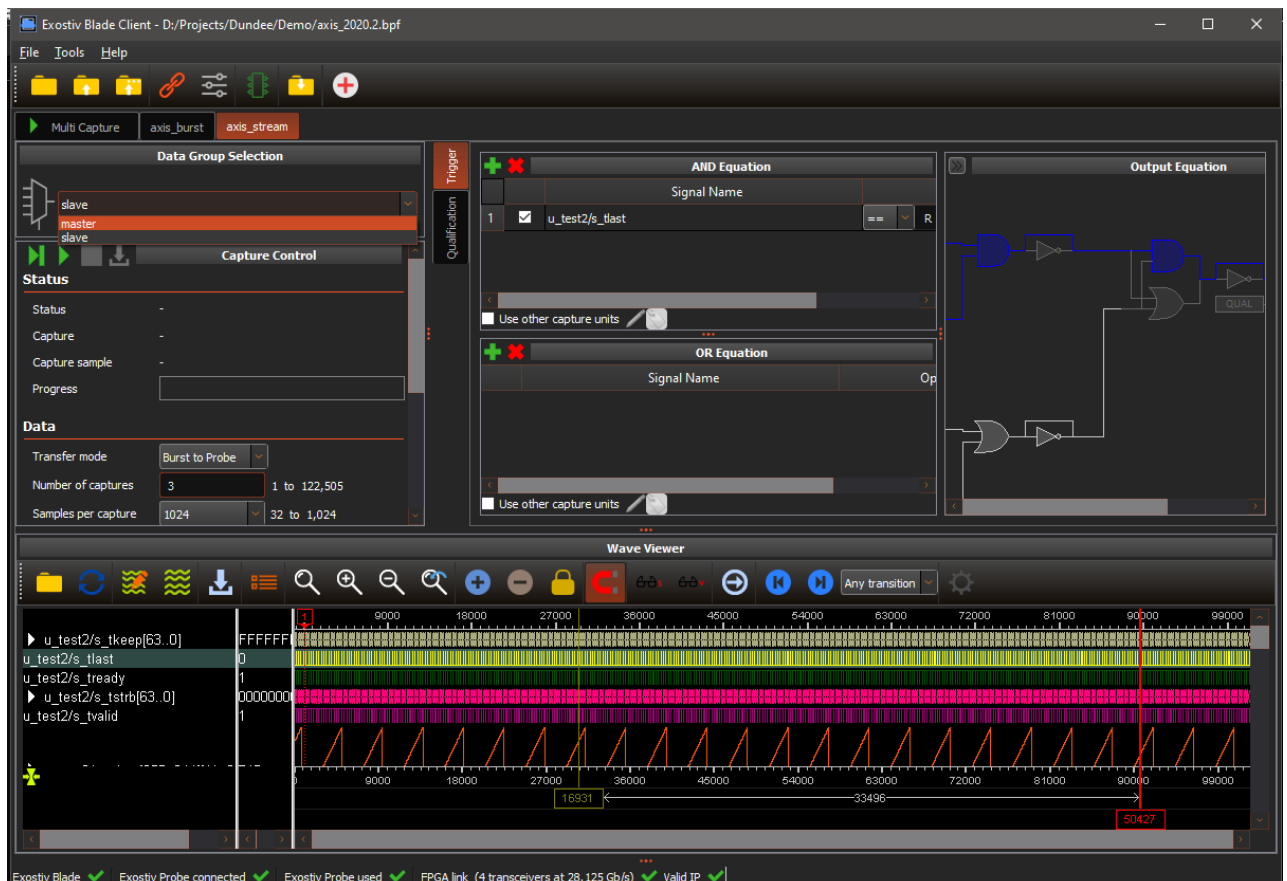 Exostiv Blade Client - D:/Projects/Dundee/Demo/axis_2020.2.bpf
File Tools Help
Multi Capture axis_burst axis_stream
Data Group Selection
slave
master
slave
Capture Control
Status
Status -
Capture -
Capture sample -
Progress
Data
Transfer mode Burst to Probe
Number of captures 3 1 to 122,505
Samples per capture 1024 32 to 1,024
Trigger
Qualification
AND Equation
Signal Name
1 u_test2/s_tlast == R
Use other capture units
OR Equation
Signal Name Op
Use other capture units
Output Equation
QUAL
Wave Viewer
Any transition
1 9000 18000 27000 36000 45000 54000 63000 72000 81000 90000 99000
u_test2/s_tkeep[63..0] FFFFFFF
u_test2/s_tlast 0
u_test2/s_tready 1
u_test2/s_tstrb[63..0] 0000000
u_test2/s_tvalid 1
9000 18000 27000 36000 45000 54000 63000 72000 81000 90000 99000
16931 33496
50427
Exostiv Blade Exostiv Probe connected Exostiv Probe used FPGA link (4 transceivers at 28.125 Gb/s) Valid IP